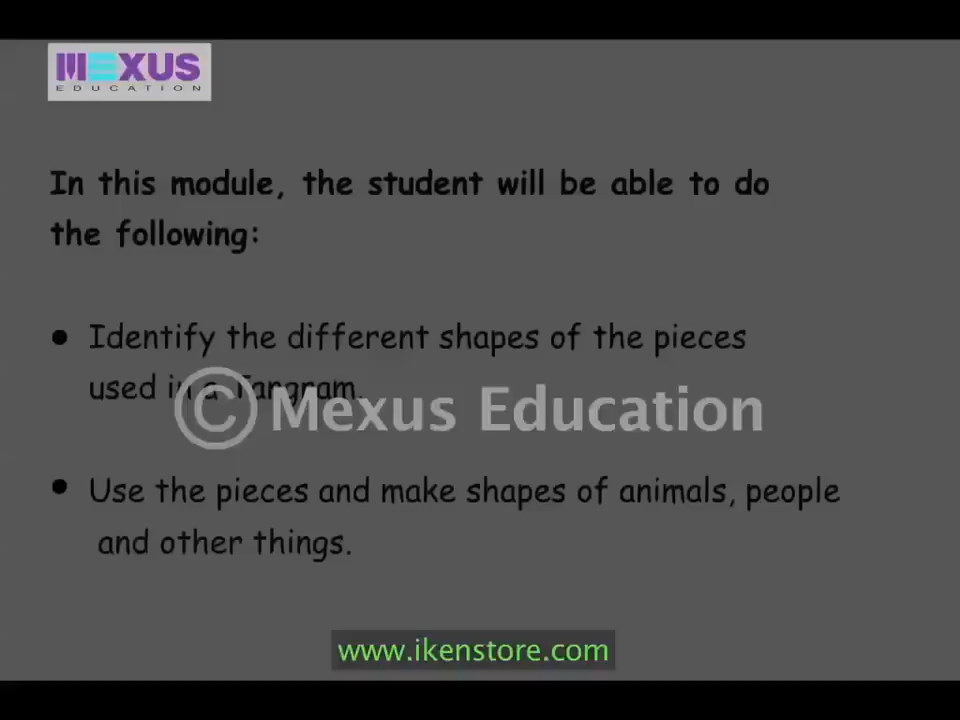 MEXUS
EDUCATION
In this module, the student will be able to do
the following:
● Identify the different shapes of the pieces
used in a Tangram.
© Mexus Education
● Use the pieces and make shapes of animals, people
and other things.
www.ikenstore.com